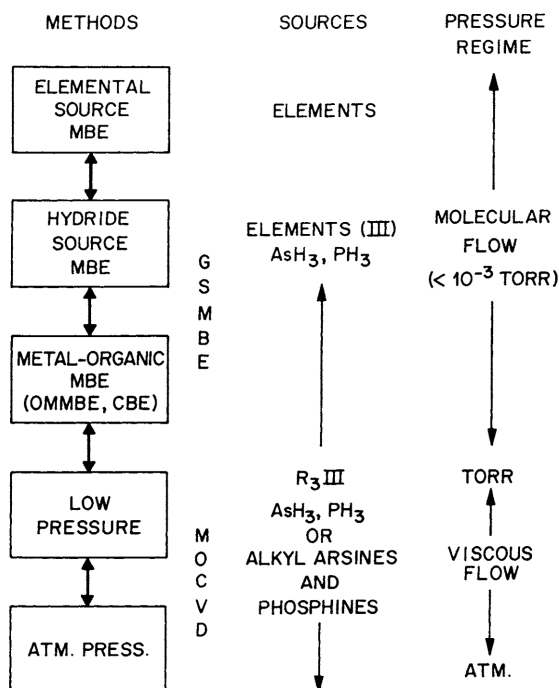 METHODS
SOURCES
PRESSURE
REGIME
ELEMENTAL
SOURCE
MBE
ELEMENTS
HYDRIDE
SOURCE
MBE
ELEMENTS (III)
AsH₃, PH₃
MOLECULAR
FLOW
(< 10⁻³ TORR)
GSMBE
METAL-ORGANIC
MBE
(OMMBE, CBE)
LOW
PRESSURE
R₃III
AsH₃, PH₃
OR
ALKYL ARSINES
AND
PHOSPHINES
TORR
VISCOUS
FLOW
MOCVD
ATM. PRESS.
ATM.